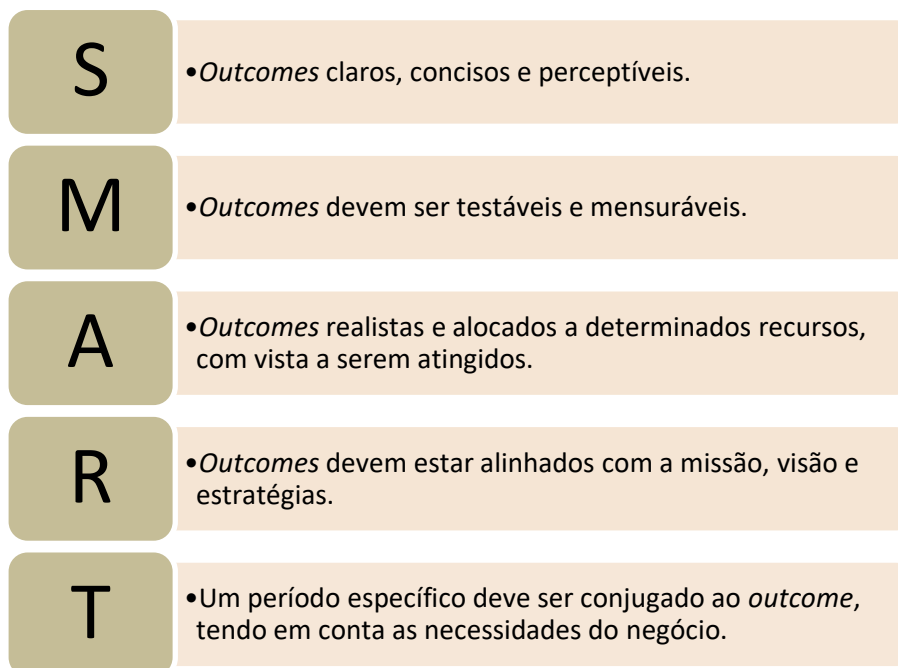 S
•Outcomes claros, concisos e perceptíveis.
M
•Outcomes devem ser testáveis e mensuráveis.
A
•Outcomes realistas e alocados a determinados recursos,
com vista a serem atingidos.
R
•Outcomes devem estar alinhados com a missão, visão e
estratégias.
T
•Um período específico deve ser conjugado ao outcome,
tendo em conta as necessidades do negócio.